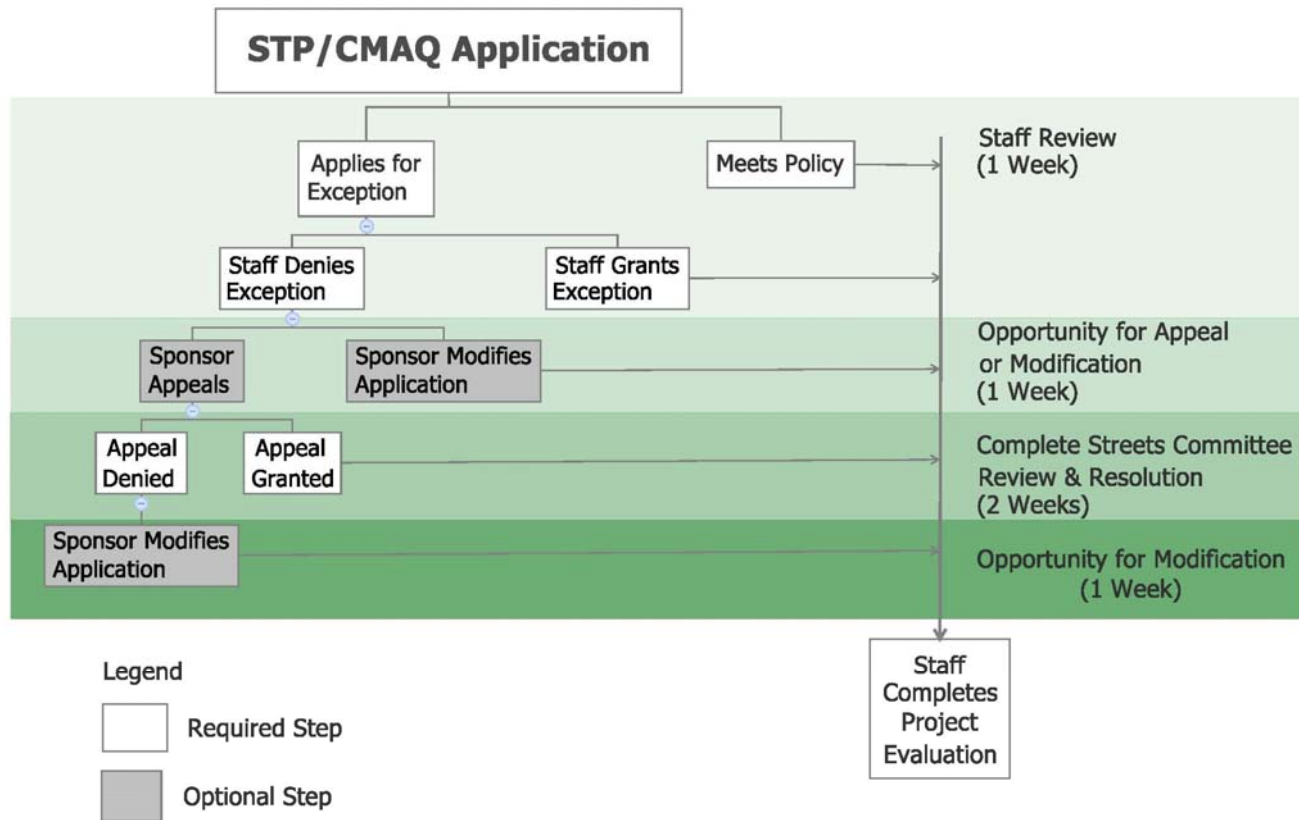 STP/CMAQ Application
Applies for
Exception
Meets Policy
Staff Review
(1 Week)
Staff Denies
Exception
Staff Grants
Exception
Sponsor
Appeals
Sponsor Modifies
Application
Opportunity for Appeal
or Modification
(1 Week)
Appeal
Denied
Appeal
Granted
Complete Streets Committee
Review & Resolution
(2 Weeks)
Sponsor Modifies
Application
Opportunity for Modification
(1 Week)
Staff
Completes
Project
Evaluation
Legend
Required Step
Optional Step